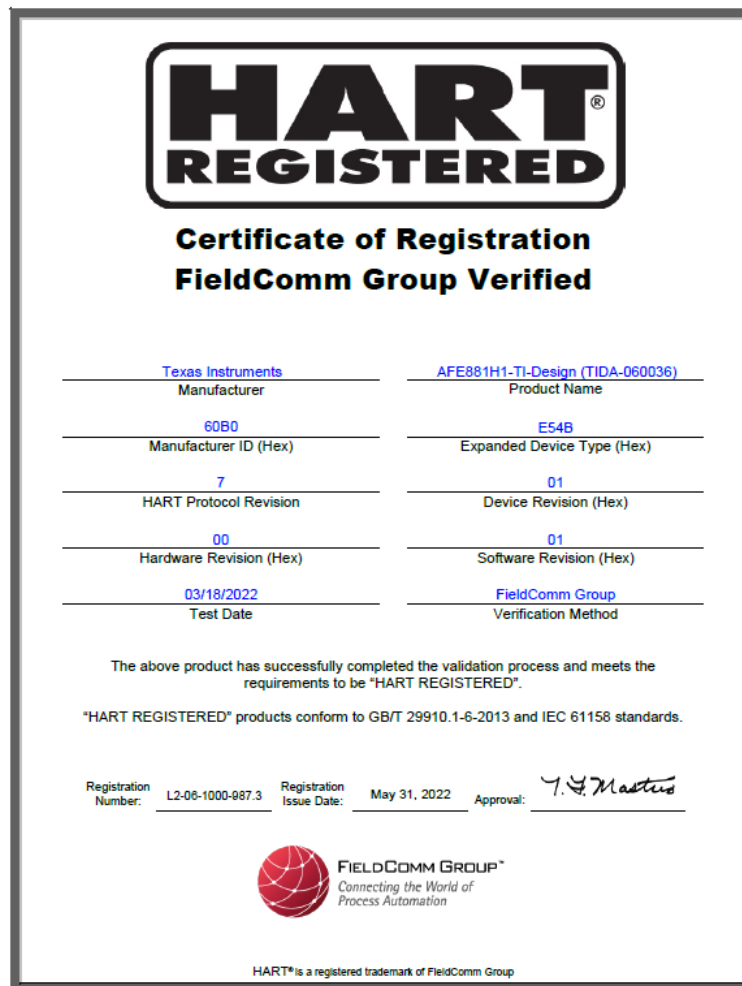 HART®
REGISTERED
Certificate of Registration
FieldComm Group Verified
Texas Instruments
Manufacturer
AFE881H1-TI-Design (TIDA-060036)
Product Name
60B0
Manufacturer ID (Hex)
E54B
Expanded Device Type (Hex)
7
HART Protocol Revision
01
Device Revision (Hex)
00
Hardware Revision (Hex)
01
Software Revision (Hex)
03/18/2022
Test Date
FieldComm Group
Verification Method
The above product has successfully completed the validation process and meets the
requirements to be “HART REGISTERED”.
“HART REGISTERED” products conform to GB/T 29910.1-6-2013 and IEC 61158 standards.
Registration
Number: L2-06-1000-987.3
Registration
Issue Date: May 31, 2022
Approval: T.F. Masters
FIELDCOMM GROUP™
Connecting the World of
Process Automation
HART® is a registered trademark of FieldComm Group